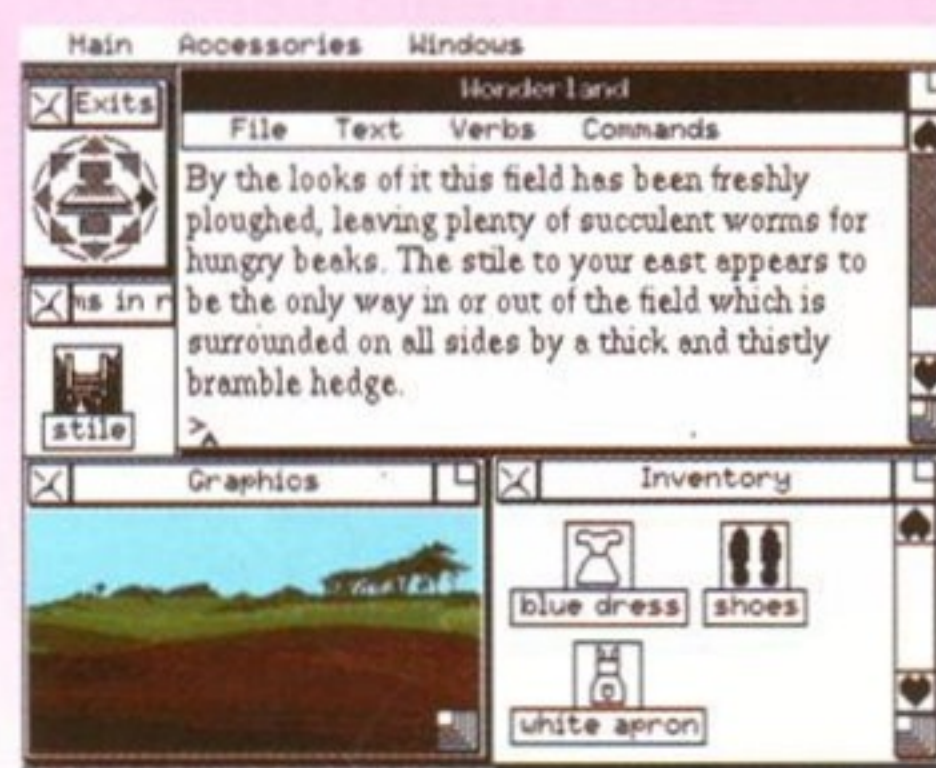 Main Accessories Windows
Exits
Wonderland
File Text Verbs Commands
By the looks of it this field has been freshly
ploughed, leaving plenty of succulent worms for
hungry beaks. The stile to your east appears to
be the only way in or out of the field which is
surrounded on all sides by a thick and thistly
bramble hedge.
>
ms in r
stile
Graphics
Inventory
blue dress shoes
white apron